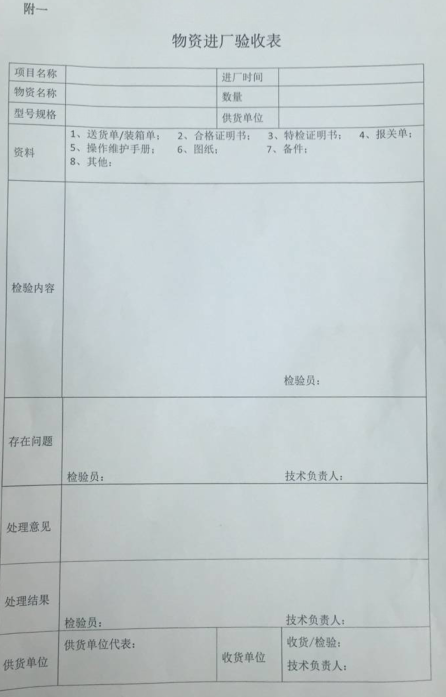 附一
物资进厂验收表
项目名称 进厂时间
物资名称 数量
型号规格 供货单位
资料 1、送货单/装箱单； 2、合格证明书； 3、特检证明书； 4、报关单；
5、操作维护手册； 6、图纸； 7、备件；
8、其他：
检验内容
检验员：
存在问题
检验员： 技术负责人：
处理意见
处理结果
检验员： 技术负责人：
供货单位 供货单位代表： 收货单位 收货/检验：
技术负责人：